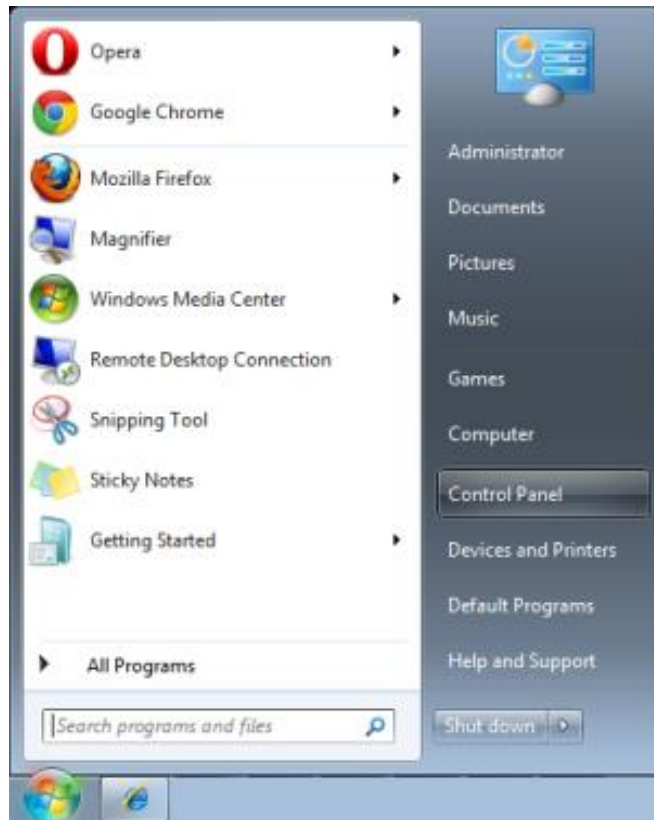 Opera
Google Chrome
Mozilla Firefox
Magnifier
Windows Media Center
Remote Desktop Connection
Snipping Tool
Sticky Notes
Getting Started
All Programs
Search programs and files
Administrator
Documents
Pictures
Music
Games
Computer
Control Panel
Devices and Printers
Default Programs
Help and Support
Shut down